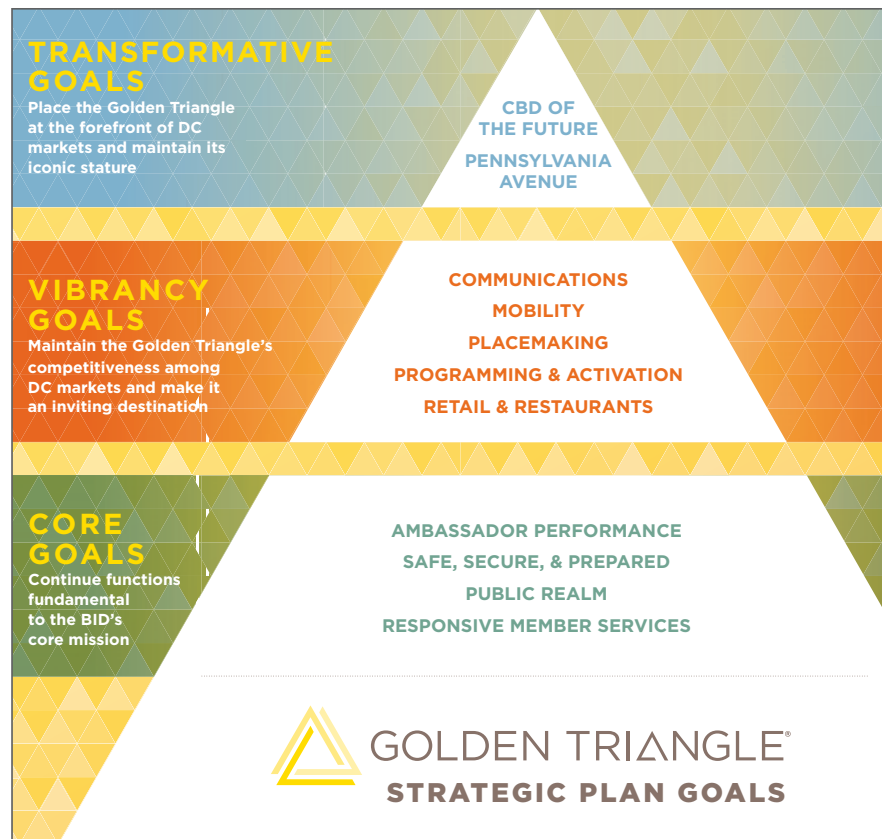 TRANSFORMATIVE
GOALS
Place the Golden Triangle
at the forefront of DC
markets and maintain its
iconic stature
CBD OF
THE FUTURE
PENNSYLVANIA
AVENUE
VIBRANCY
GOALS
Maintain the Golden Triangle's
competitiveness among
DC markets and make it
an inviting destination
COMMUNICATIONS
MOBILITY
PLACEMAKING
PROGRAMMING & ACTIVATION
RETAIL & RESTAURANTS
CORE
GOALS
Continue functions
fundamental
to the BID's
core mission
AMBASSADOR PERFORMANCE
SAFE, SECURE, & PREPARED
PUBLIC REALM
RESPONSIVE MEMBER SERVICES
GOLDEN TRIANGLE®
STRATEGIC PLAN GOALS